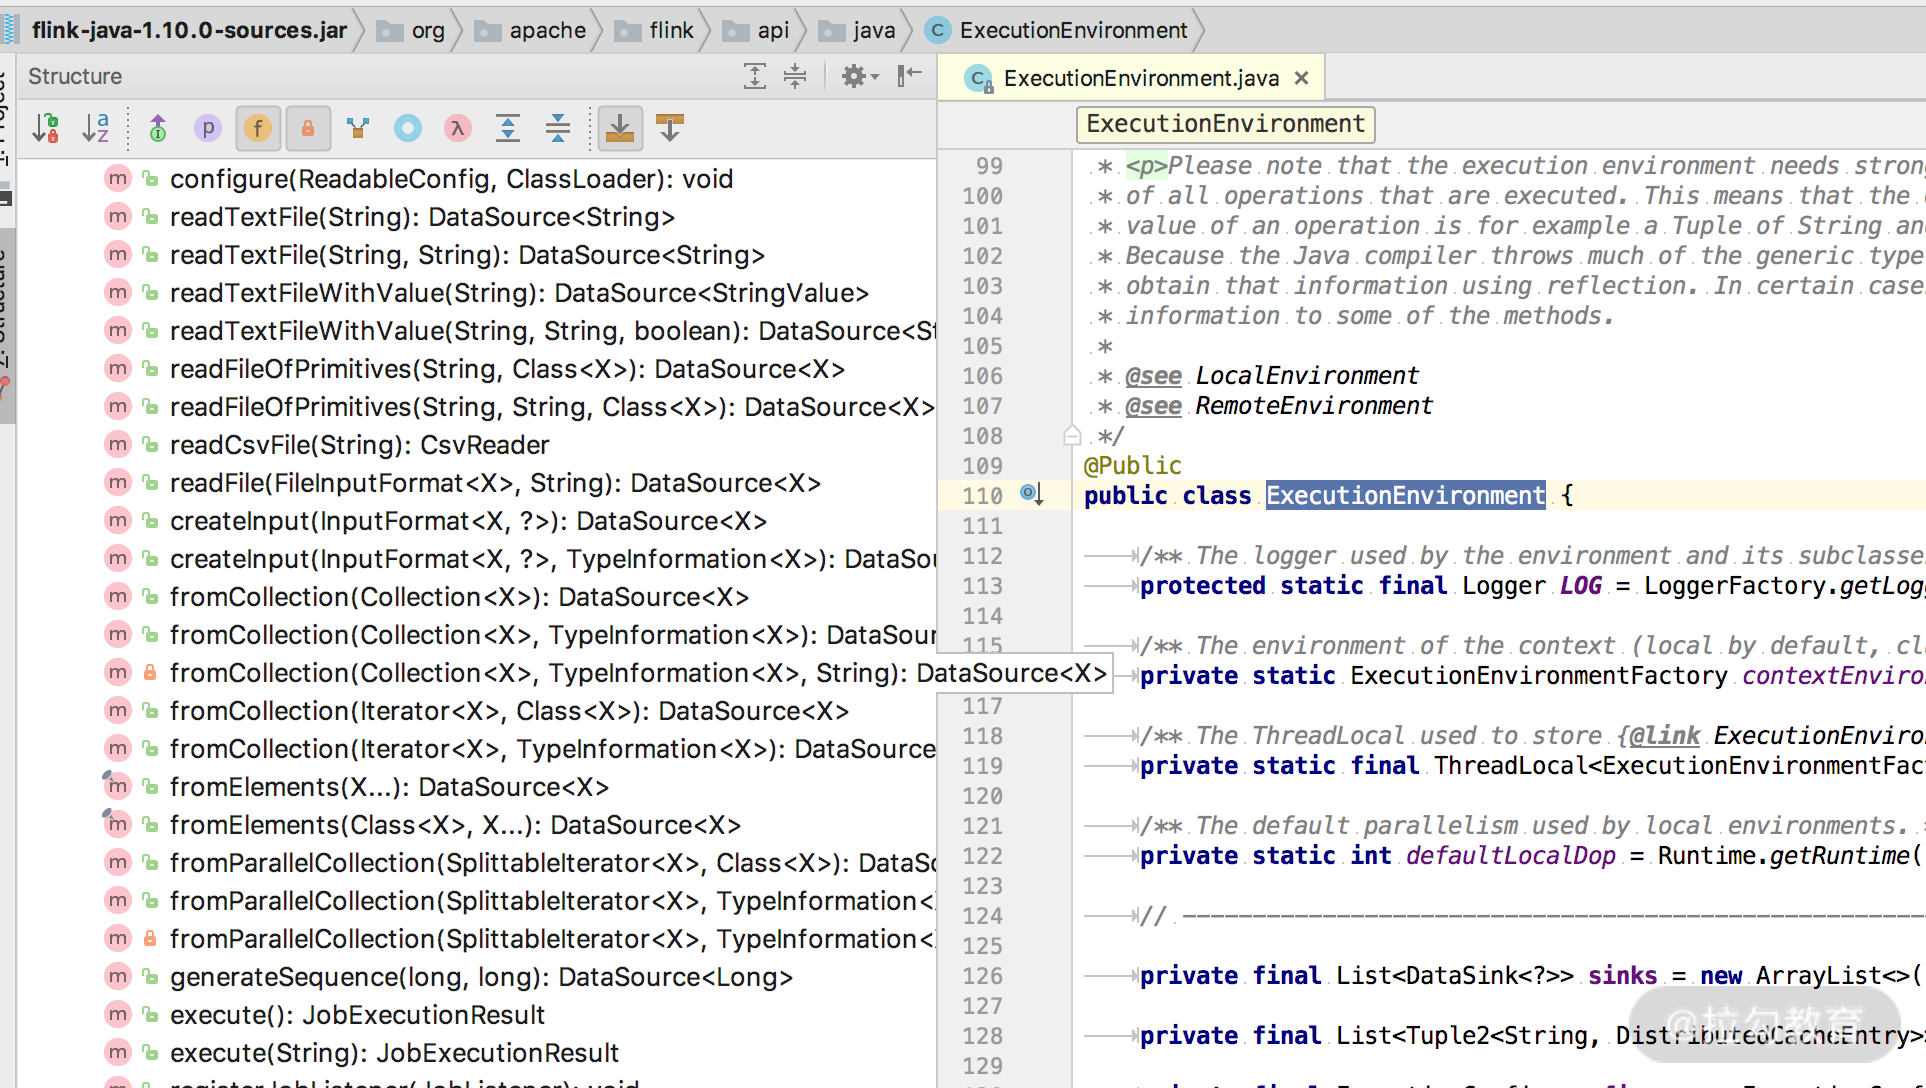 flink-java-1.10.0-sources.jar org apache flink api java ExecutionEnvironment
Structure
ExecutionEnvironment.java
ExecutionEnvironment
configure(ReadableConfig, ClassLoader): void
readTextFile(String): DataSource<String>
readTextFile(String, String): DataSource<String>
readTextFileWithValue(String): DataSource<StringValue>
readTextFileWithValue(String, String, boolean): DataSource<St
readFileOfPrimitives(String, Class<X>): DataSource<X>
readFileOfPrimitives(String, String, Class<X>): DataSource<X>
readCsvFile(String): CsvReader
readFile(FileInputFormat<X>, String): DataSource<X>
createInput(InputFormat<X, ?>): DataSource<X>
createInput(InputFormat<X, ?>, TypeInformation<X>): DataSou
fromCollection(Collection<X>): DataSource<X>
fromCollection(Collection<X>, TypeInformation<X>): DataSour
fromCollection(Collection<X>, TypeInformation<X>, String): DataSource<X>
fromCollection(Iterator<X>, Class<X>): DataSource<X>
fromCollection(Iterator<X>, TypeInformation<X>): DataSource
fromElements(X...): DataSource<X>
fromElements(Class<X>, X...): DataSource<X>
fromParallelCollection(SplittableIterator<X>, Class<X>): DataSo
fromParallelCollection(SplittableIterator<X>, TypeInformation<
fromParallelCollection(SplittableIterator<X>, TypeInformation<
generateSequence(long, long): DataSource<Long>
execute(): JobExecutionResult
execute(String): JobExecutionResult
registerJobListener(JobListener): void
99 * <p>Please note that the execution environment needs strong
100 * of all operations that are executed. This means that the
101 * value of an operation is for example a Tuple of String and
102 * Because the Java compiler throws much of the generic type
103 * obtain that information using reflection. In certain case
104 * information to some of the methods.
105 *
106 * @see LocalEnvironment
107 * @see RemoteEnvironment
108 */
109 @Public
110 public class ExecutionEnvironment {
111
112 /** The logger used by the environment and its subclasse
113 protected static final Logger LOG = LoggerFactory.getLogg
114
115 /** The environment of the context (local by default, cl
private static ExecutionEnvironmentFactory contextEnviro
117
118 /** The ThreadLocal used to store {@link ExecutionEnviro
119 private static final ThreadLocal<ExecutionEnvironmentFac
120
121 /** The default parallelism used by local environments.
122 private static int defaultLocalDop = Runtime.getRuntime(
123
124 // ------------------------------------------------------
125
126 private final List<DataSink<?>> sinks = new ArrayList<>(
127
128 private final List<Tuple2<String, DistributedCacheEntry>
129
@拉勾教育